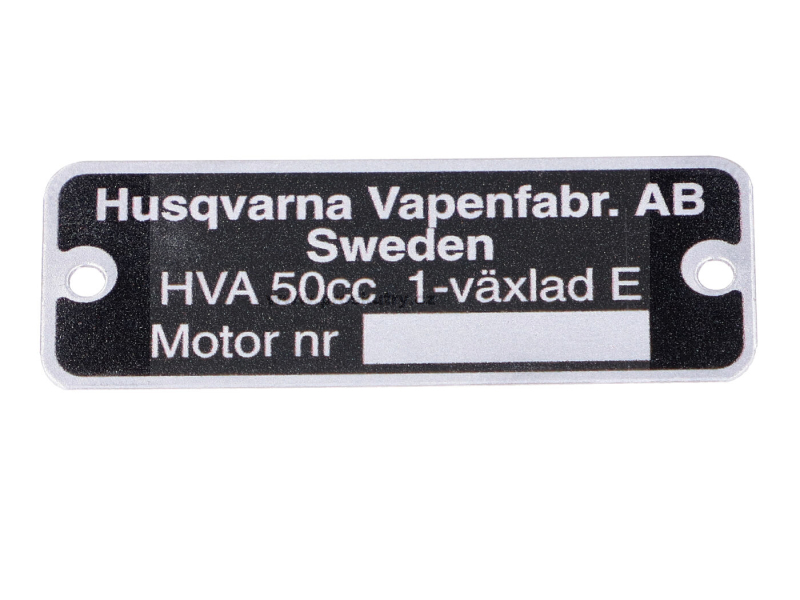 Husqvarna Vapenfabr. AB
Sweden
HVA 50cc 1-växlad E
Motor nr